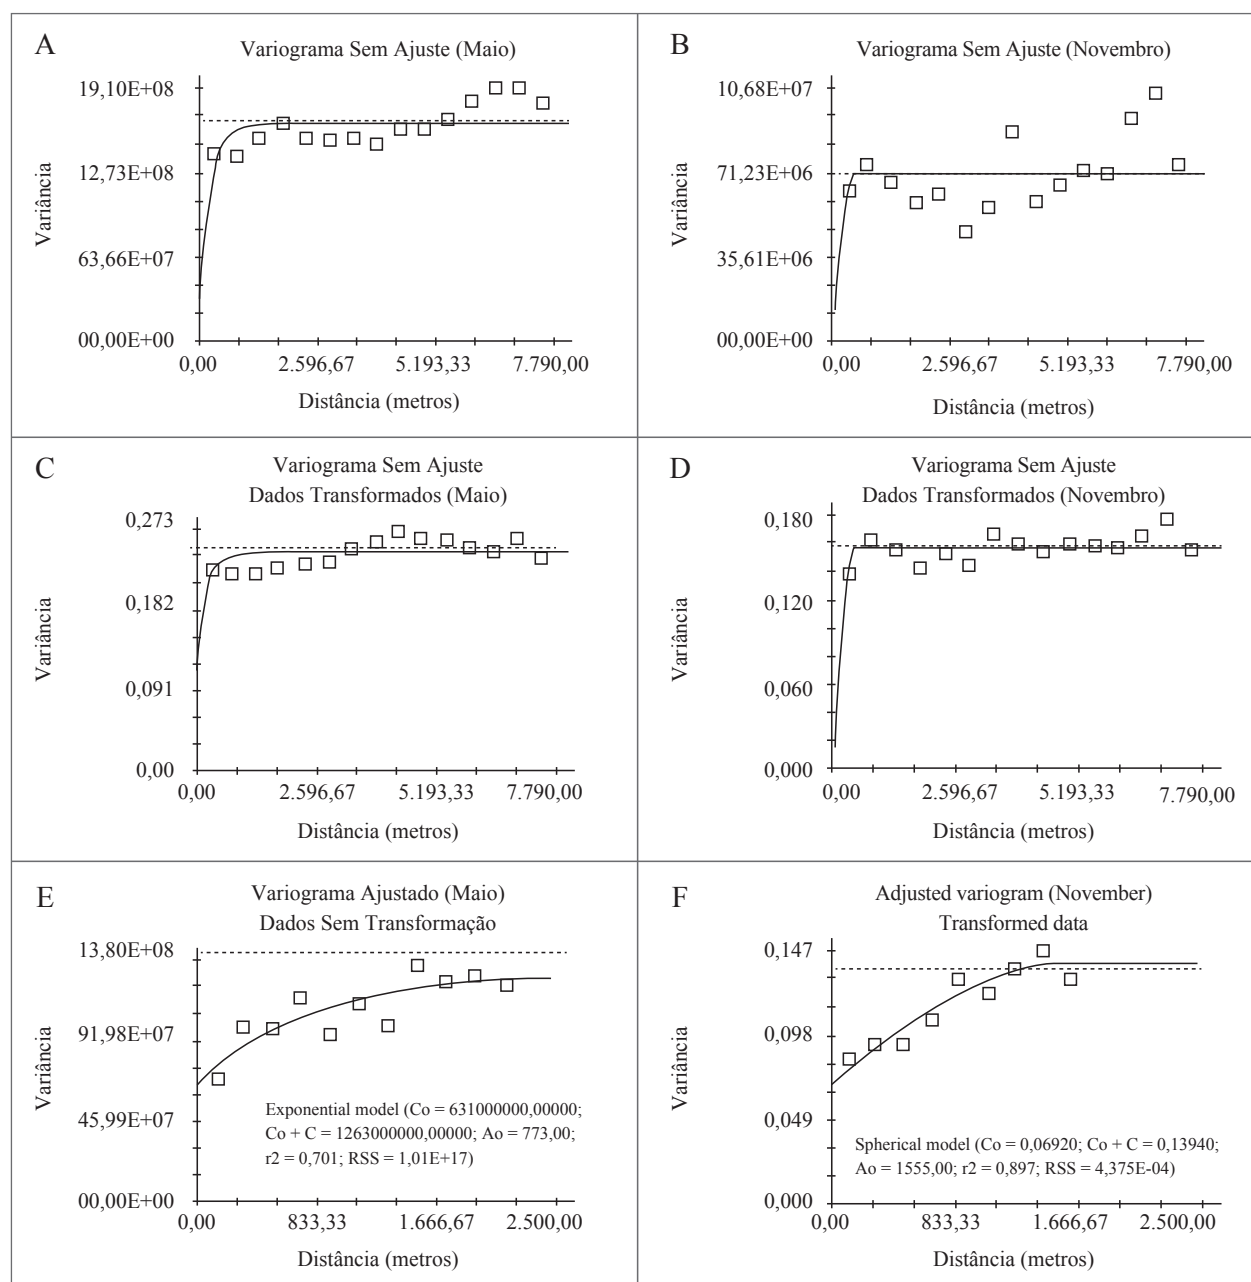 A
Variograma Sem Ajuste (Maio)
19,10E+08
12,73E+08
63,66E+07
00,00E+00
Variância
0,00
2.596,67
5.193,33
7.790,00
Distância (metros)
B
Variograma Sem Ajuste (Novembro)
10,68E+07
71,23E+06
35,61E+06
00,00E+00
Variância
0,00
2.596,67
5.193,33
7.790,00
Distância (metros)
C
Variograma Sem Ajuste
Dados Transformados (Maio)
0,273
0,182
0,091
0,00
Variância
0,00
2.596,67
5.193,33
7.790,00
Distância (metros)
D
Variograma Sem Ajuste
Dados Transformados (Novembro)
0,180
0,120
0,060
0,000
Variância
0,00
2.596,67
5.193,33
7.790,00
Distância (metros)
E
Variograma Ajustado (Maio)
Dados Sem Transformação
13,80E+08
91,98E+07
45,99E+07
00,00E+00
Variância
Exponential model (Co = 631000000,00000;
Co + C = 1263000000,00000; Ao = 773,00;
r2 = 0,701; RSS = 1,01E+17)
0,00
833,33
1.666,67
2.500,00
Distância (metros)
F
Adjusted variogram (November)
Transformed data
0,147
0,098
0,049
0,000
Variância
Spherical model (Co = 0,06920; Co + C = 0,13940;
Ao = 1555,00; r2 = 0,897; RSS = 4,375E-04)
0,00
833,33
1.666,67
2.500,00
Distância (metros)